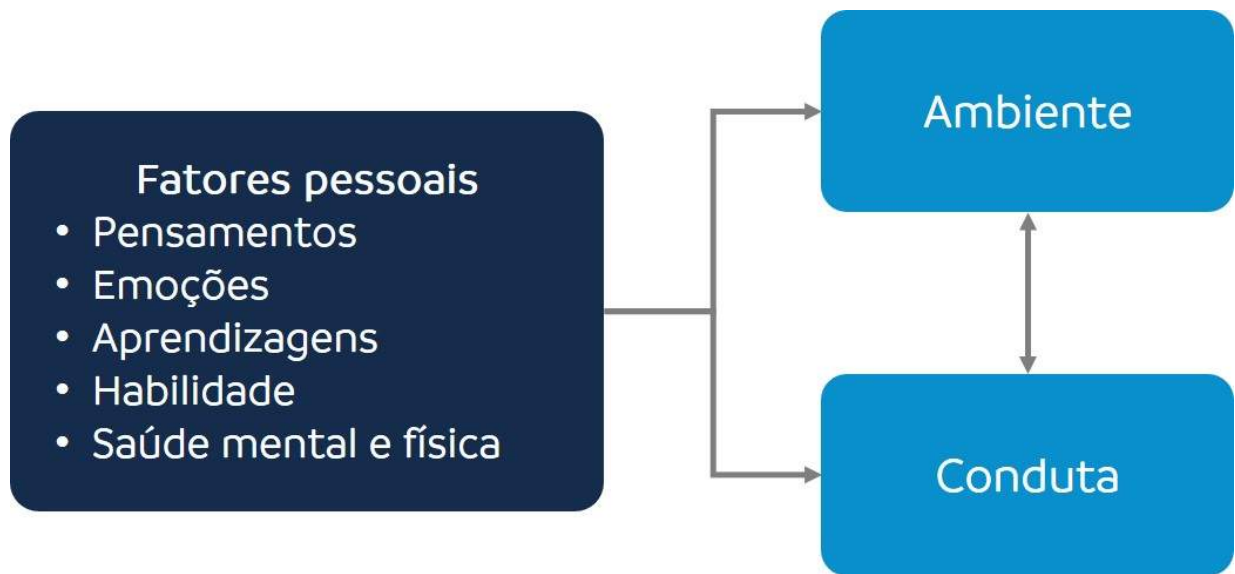 Fatores pessoais
• Pensamentos
• Emoções
• Aprendizagens
• Habilidade
• Saúde mental e física
Ambiente
Conduta